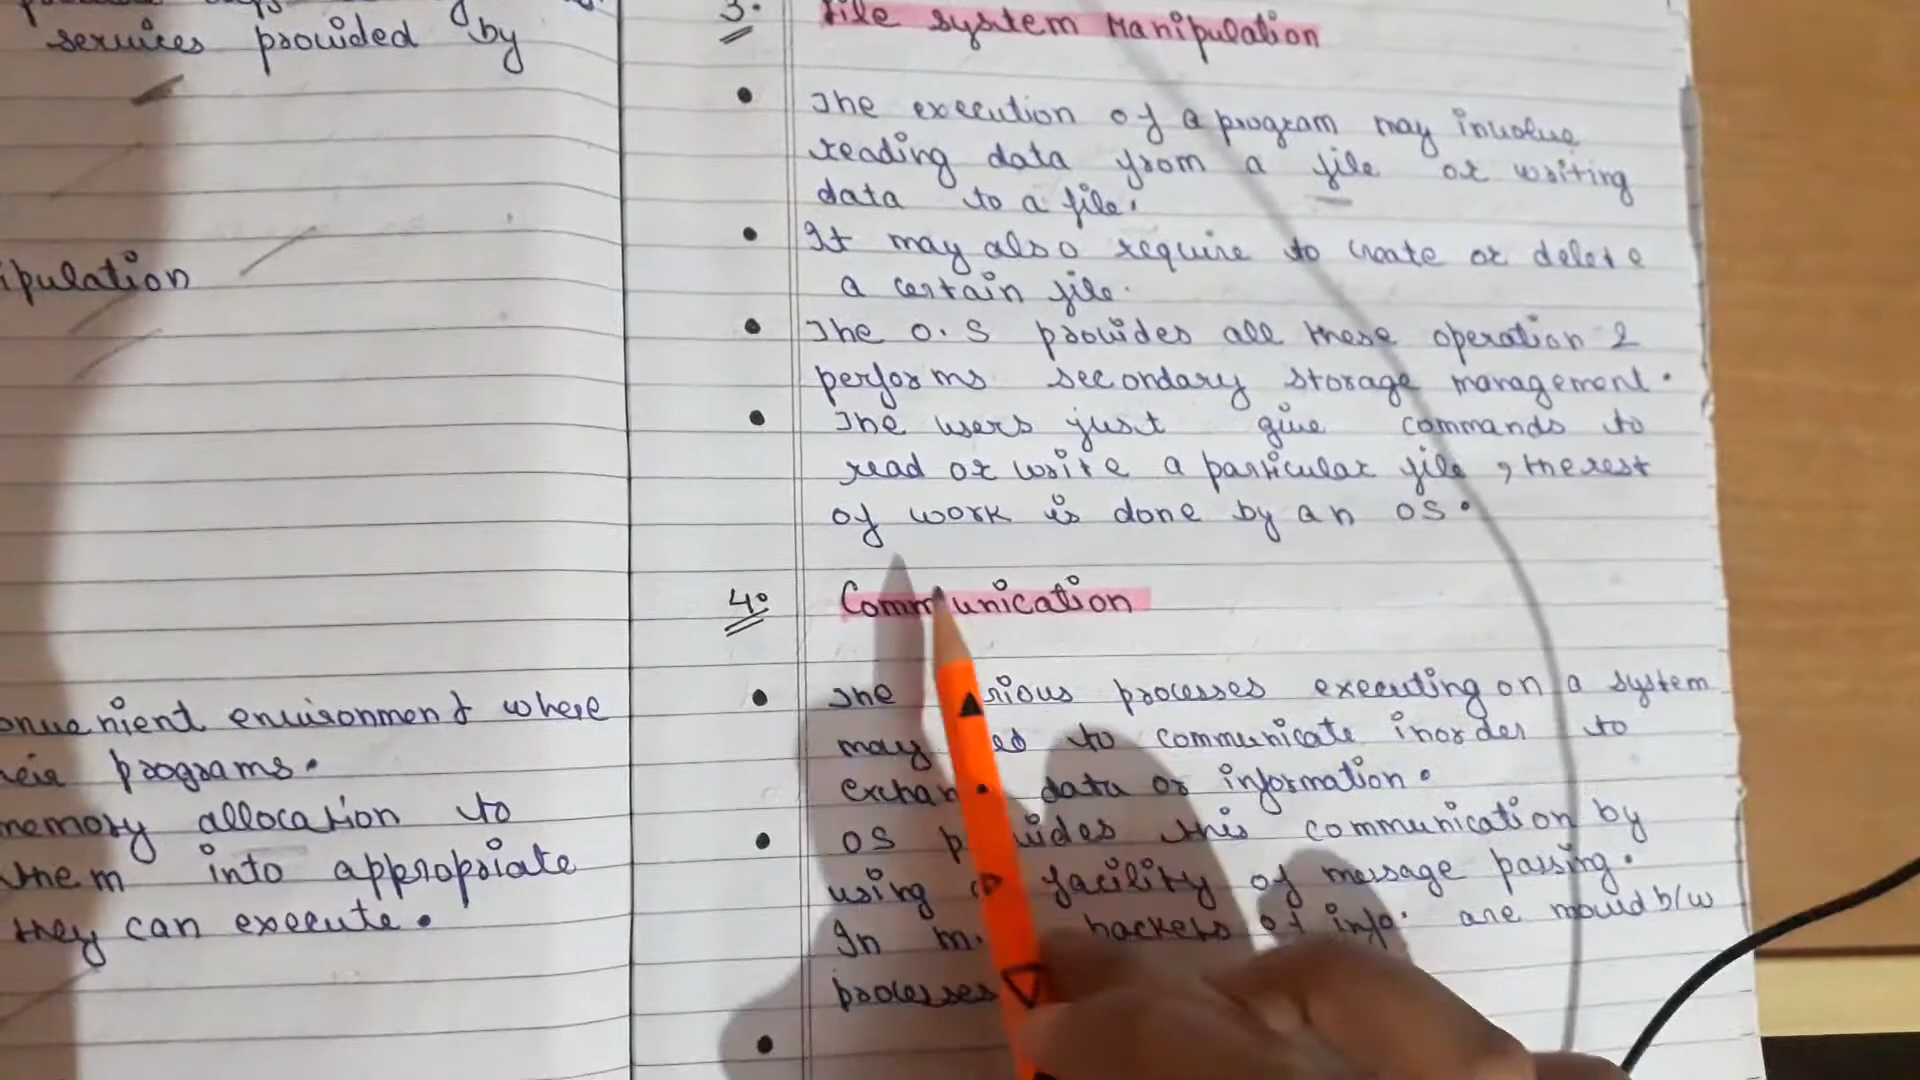 services provided by
ipulation
onvenient environment where
their programs.
memory allocation to
them into appropriate
they can execute.
3. File system Manipulation
The execution of a program may involve
reading data from a file or writing
data to a file.
It may also require to create or delete
a certain file.
The O.S provides all these operation &
performs secondary storage management.
The users just give commands to
read or write a particular file, the rest
of work is done by an OS.
4. Communication
The processes executing on a system
may to communicate inorder to
data or information.
OS this communication by
using facility of message passing.
In of info. are moved b/w
processes